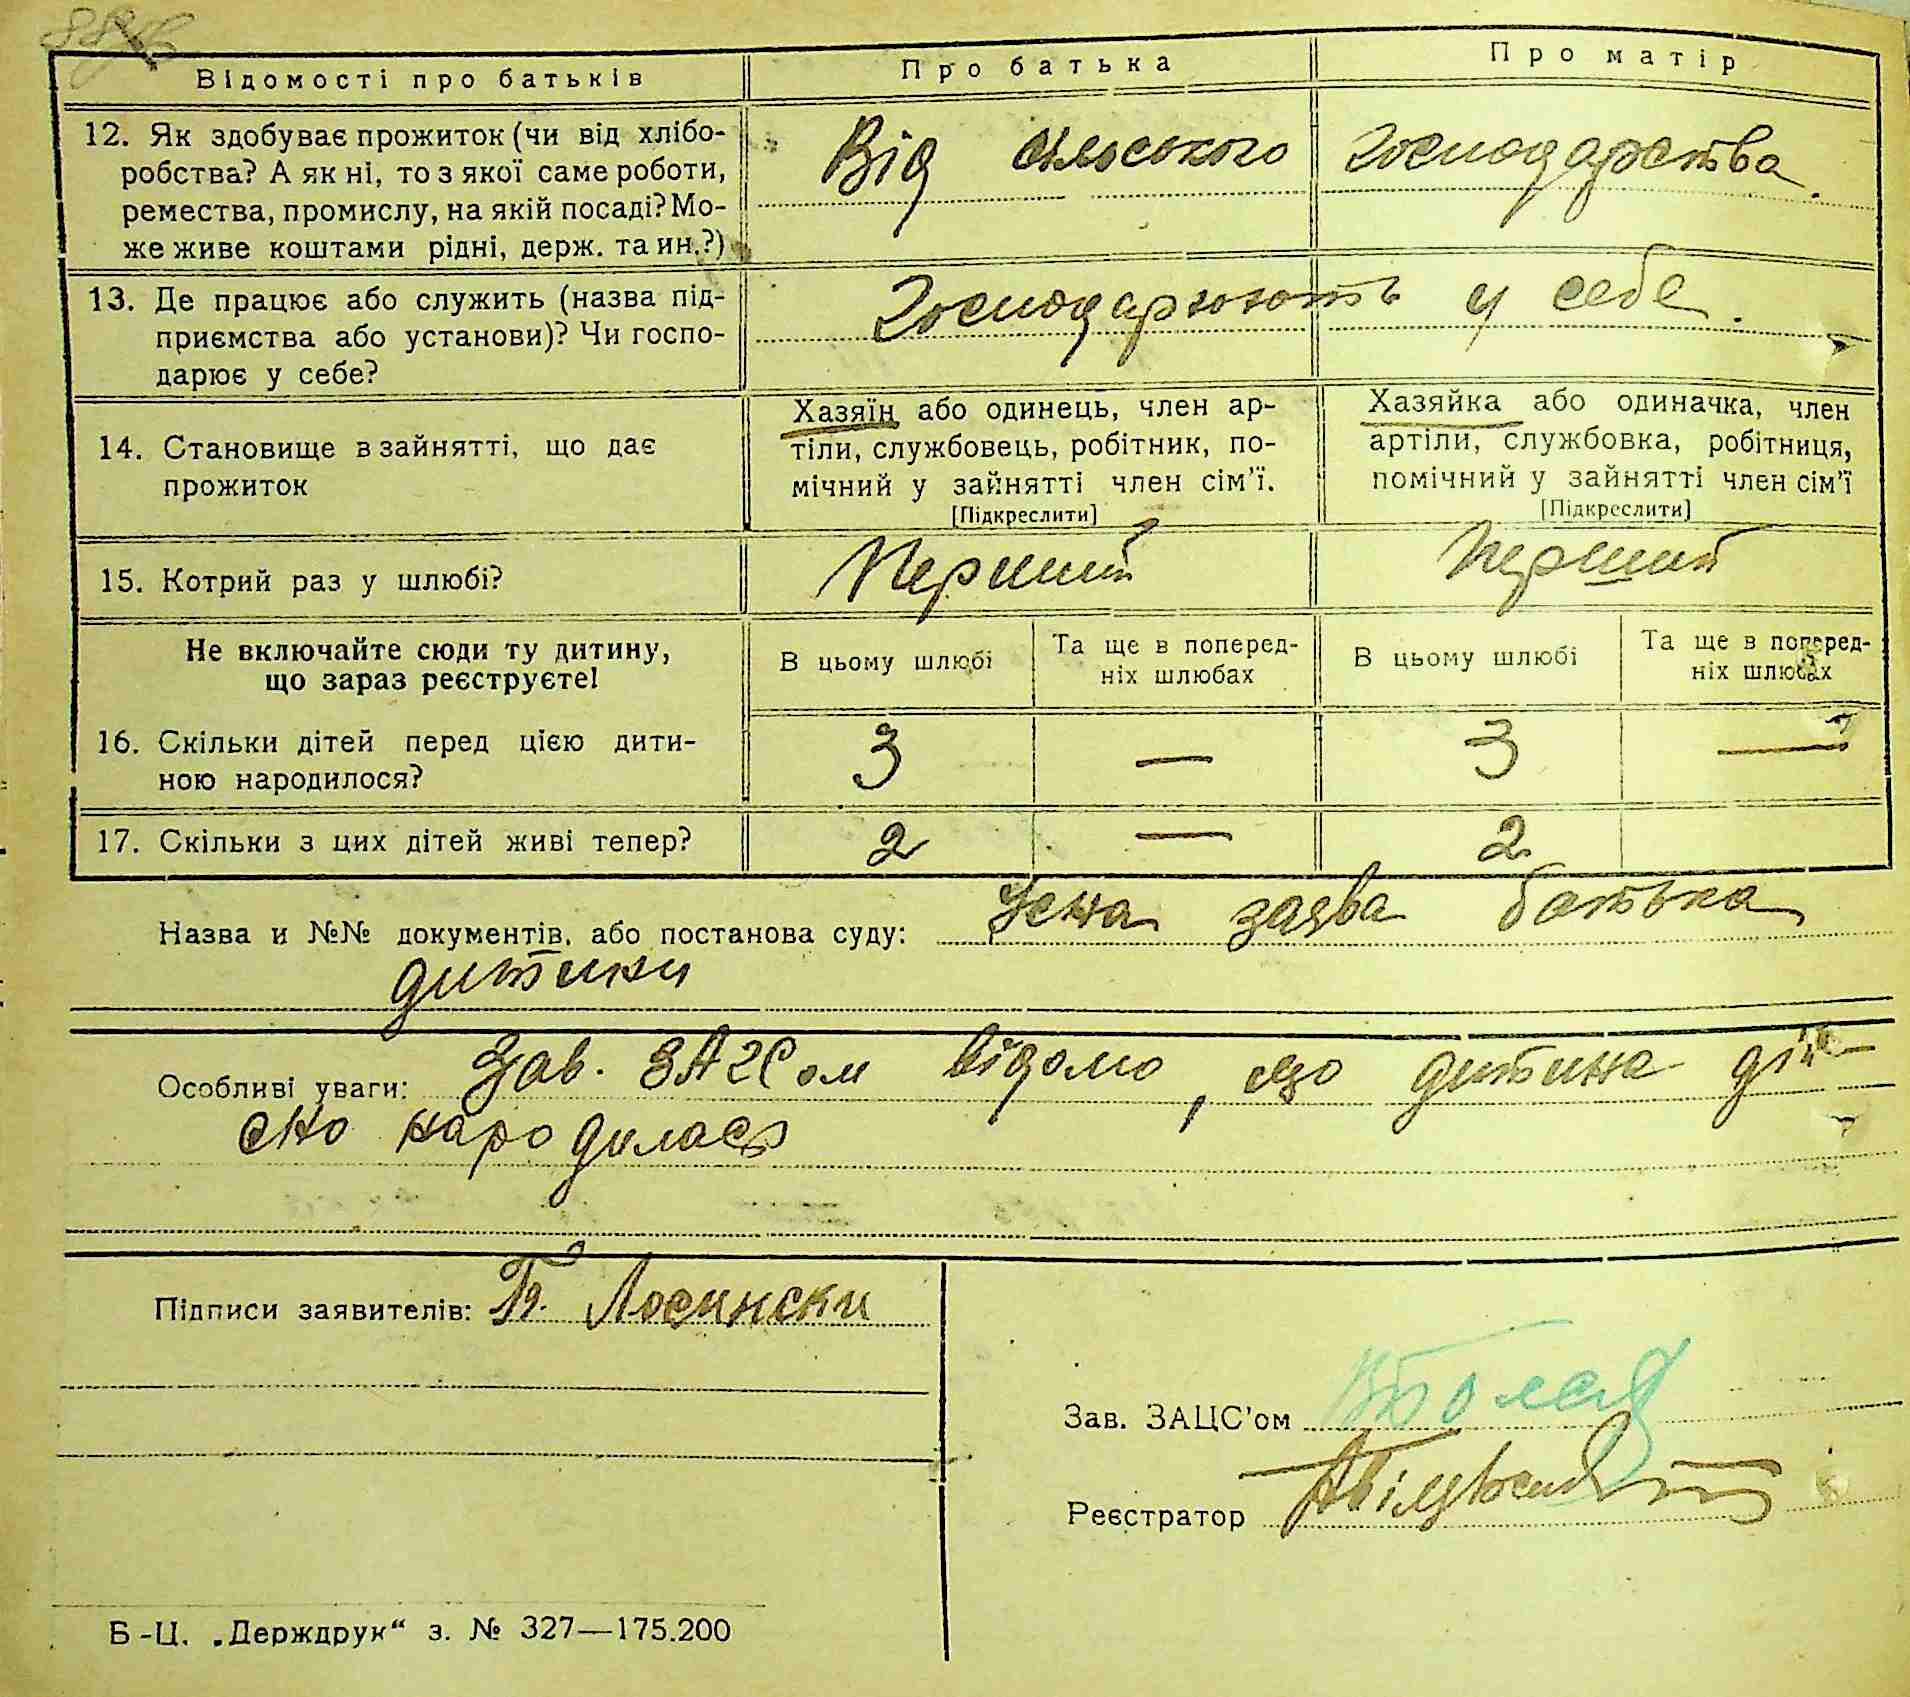 Відомості про батьків
Про батька
Про матір
12. Як здобуває прожиток (чи від хлібо-
робства? А як ні, то з якої саме роботи,
ремества, промислу, на якій посаді? Мо-
же живе коштами рідні, держ. та ин.?)
Від сільського господарства.
13. Де працює або служить (назва під-
приємства або установи)? Чи госпо-
дарює у себе?
Господарюють у себе.
14. Становище в зайнятті, що дає
прожиток
Хазяїн або одинець, член ар-
тіли, службовець, робітник, по-
мічний у зайнятті член сім'ї.
[Підкреслити]
Хазяйка або одиначка, член
артіли, службовка, робітниця,
помічний у зайнятті член сім'ї
[Підкреслити]
15. Котрий раз у шлюбі?
Перший
Перший
Не включайте сюди ту дитину,
що зараз реєструєте!
В цьому шлюбі
Та ще в поперед-
ніх шлюбах
В цьому шлюбі
Та ще в поперед-
ніх шлюбах
16. Скільки дітей перед цією дити-
ною народилося?
3 — 3 —
17. Скільки з цих дітей живі тепер?
2 — 2
Назва и №№ документів, або постанова суду: Усна заява батька
дитини
Особливі уваги: Зав. ЗАГСом відомо, що дитина дій-
сно народилась
Підписи заявителів: Гр. Лосински
Зав. ЗАЦС'ом
Реєстратор
Б-Ц. „Держдрук“ з. № 327—175.200